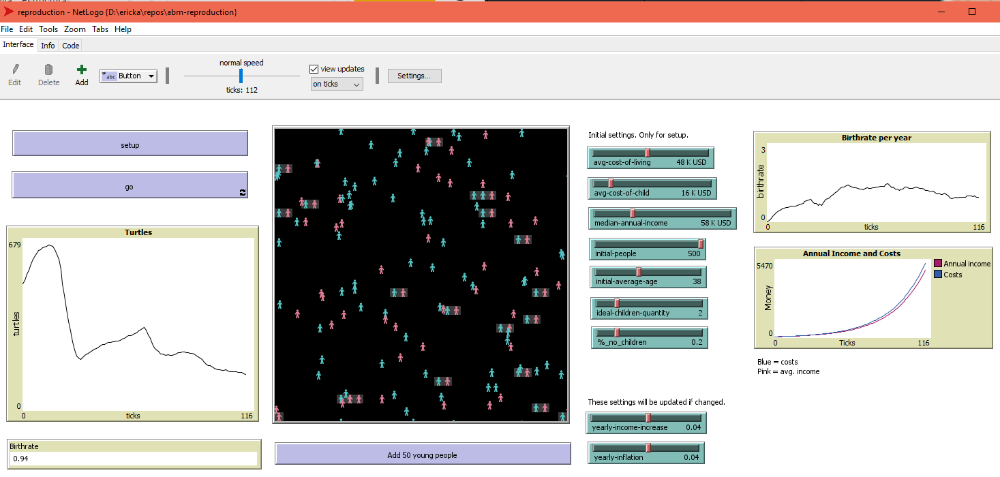 reproduction - NetLogo {D:\ericka\repos\abm-reproduction}
File Edit Tools Zoom Tabs Help
Interface Info Code
Edit Delete Add abc Button normal speed ticks: 112 view updates on ticks Settings...
setup
go
Turtles
679
turtles
0
0 ticks 116
Birthrate
0.94
Add 50 young people
Initial settings. Only for setup.
avg-cost-of-living 48 K USD
avg-cost-of-child 16 K USD
median-annual-income 58 K USD
initial-people 500
initial-average-age 38
ideal-children-quantity 2
%_no_children 0.2
These settings will be updated if changed.
yearly-income-increase 0.04
yearly-inflation 0.04
Birthrate per year
3
birthrate
0
0 ticks 116
Annual Income and Costs
5470
Money
0
0 Ticks 116
Annual income
Costs
Blue = costs
Pink = avg. income